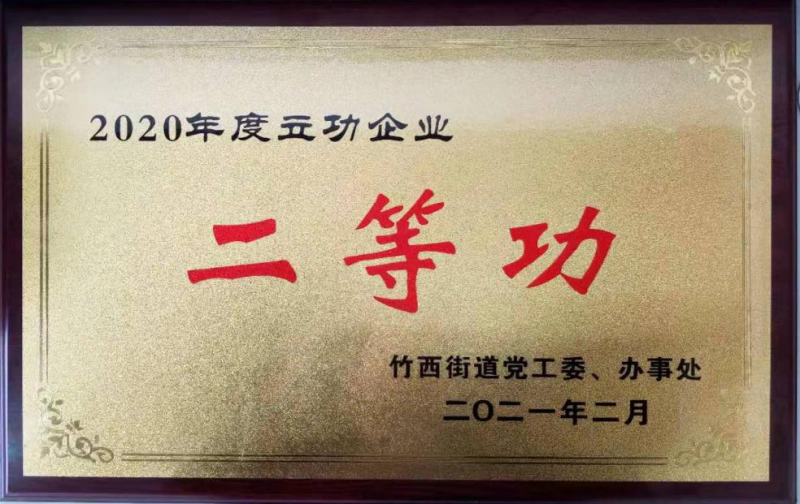 2020年度立功企业
二等功
竹西街道党工委、办事处
二〇二一年二月